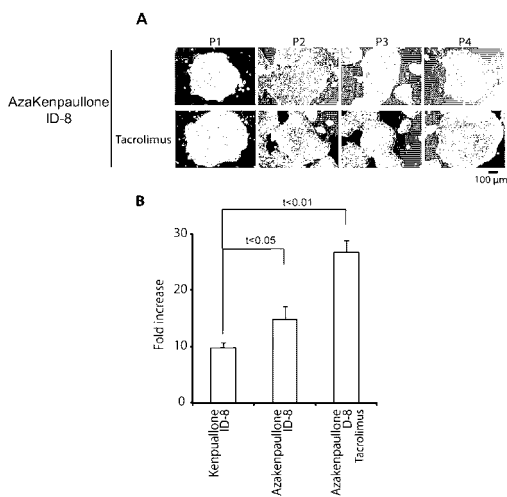 A
P1 P2 P3 P4
AzaKenpaullone
ID-8
Tacrolimus
100 µm
B
t<0.01
t<0.05
Fold increase
30
20
10
0
Kenpuallone
ID-8
Azakenpaullone
ID-8
Azakenpaullone
D-8
Tacrolimus